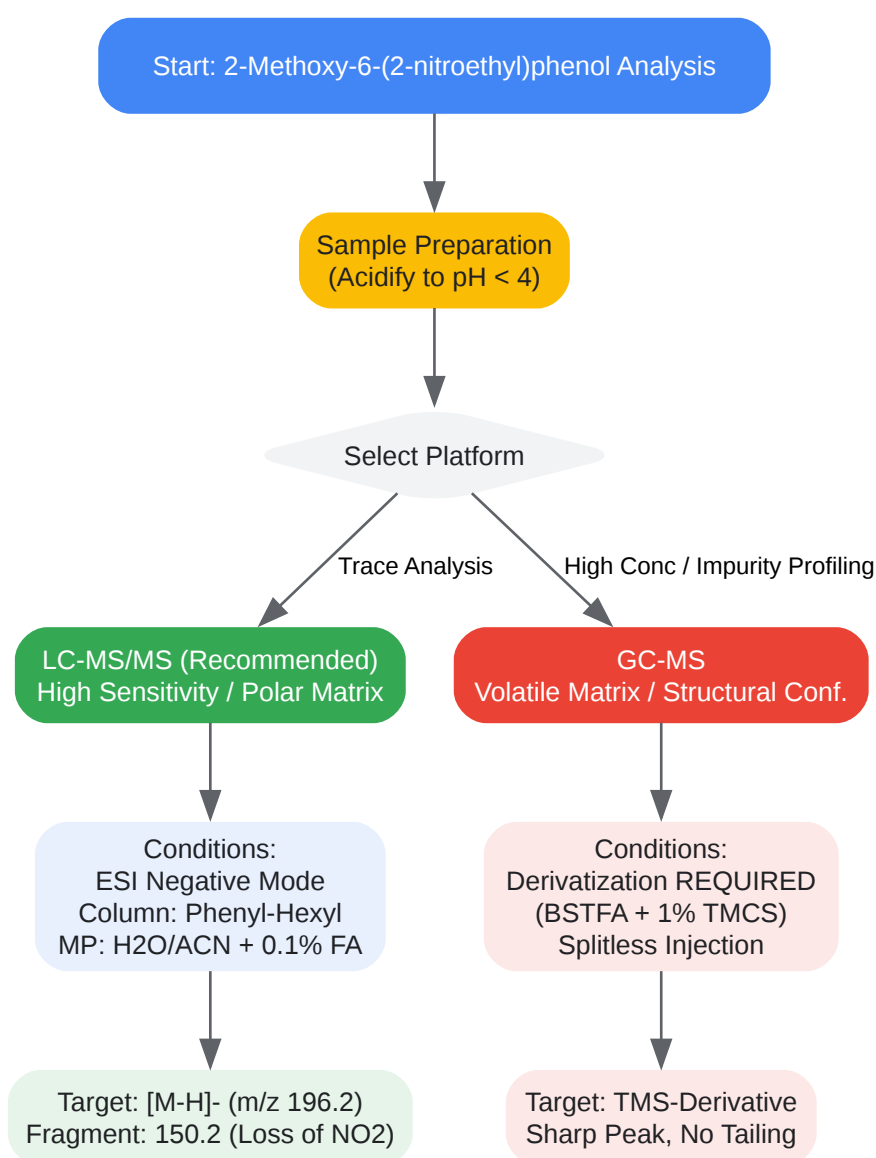 Start: 2-Methoxy-6-(2-nitroethyl)phenol Analysis
Sample Preparation
(Acidify to pH < 4)
Select Platform
Trace Analysis
High Conc / Impurity Profiling
LC-MS/MS (Recommended)
High Sensitivity / Polar Matrix
GC-MS
Volatile Matrix / Structural Conf.
Conditions:
ESI Negative Mode
Column: Phenyl-Hexyl
MP: H2O/ACN + 0.1% FA
Conditions:
Derivatization REQUIRED
(BSTFA + 1% TMCS)
Splitless Injection
Target: [M-H]- (m/z 196.2)
Fragment: 150.2 (Loss of NO2)
Target: TMS-Derivative
Sharp Peak, No Tailing